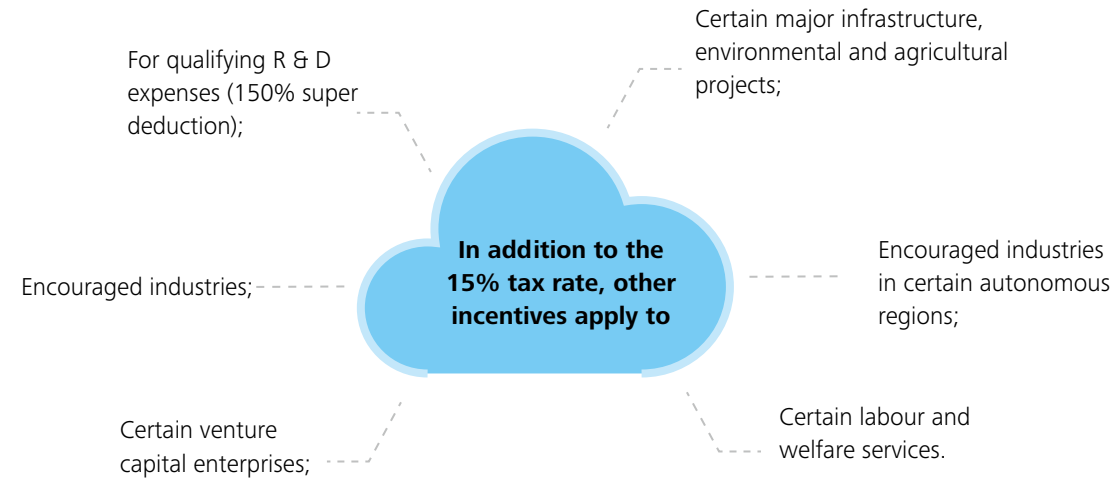 For qualifying R & D
expenses (150% super
deduction);
Certain major infrastructure,
environmental and agricultural
projects;
In addition to the
15% tax rate, other
incentives apply to
Encouraged industries;
Encouraged industries
in certain autonomous
regions;
Certain venture
capital enterprises;
Certain labour and
welfare services.